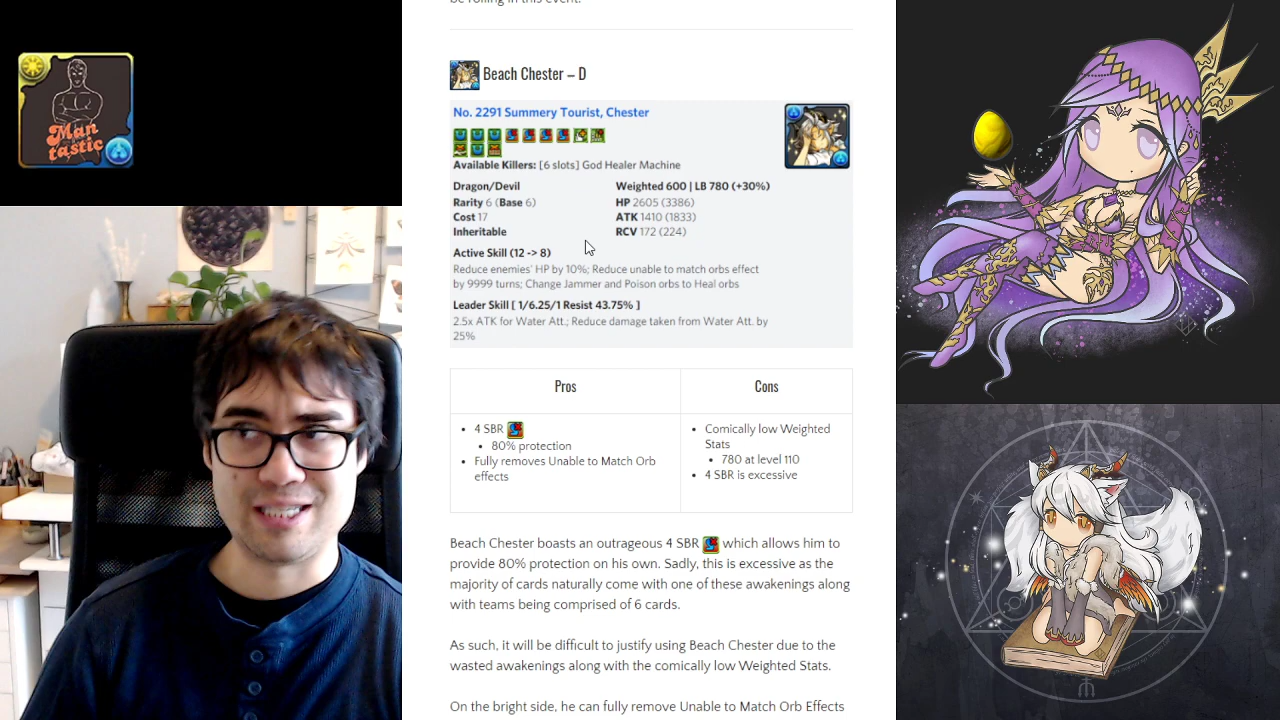 Man
tastic
be rolling in this event.
Beach Chester – D
No. 2291 Summery Tourist, Chester
Available Killers: [6 slots] God Healer Machine
Dragon/Devil
Weighted 600 | LB 780 (+30%)
Rarity 6 (Base 6)
HP 2605 (3386)
Cost 17
ATK 1410 (1833)
Inheritable
RCV 172 (224)
Active Skill (12 -> 8)
Reduce enemies' HP by 10%; Reduce unable to match orbs effect
by 9999 turns; Change Jammer and Poison orbs to Heal orbs
Leader Skill [ 1/6.25/1 Resist 43.75% ]
2.5x ATK for Water Att.; Reduce damage taken from Water Att. by
25%
Pros
Cons
• 4 SBR
• 80% protection
• Fully removes Unable to Match Orb
effects
• Comically low Weighted
Stats
• 780 at level 110
• 4 SBR is excessive
Beach Chester boasts an outrageous 4 SBR which allows him to
provide 80% protection on his own. Sadly, this is excessive as the
majority of cards naturally come with one of these awakenings along
with teams being comprised of 6 cards.
As such, it will be difficult to justify using Beach Chester due to the
wasted awakenings along with the comically low Weighted Stats.
On the bright side, he can fully remove Unable to Match Orb Effects